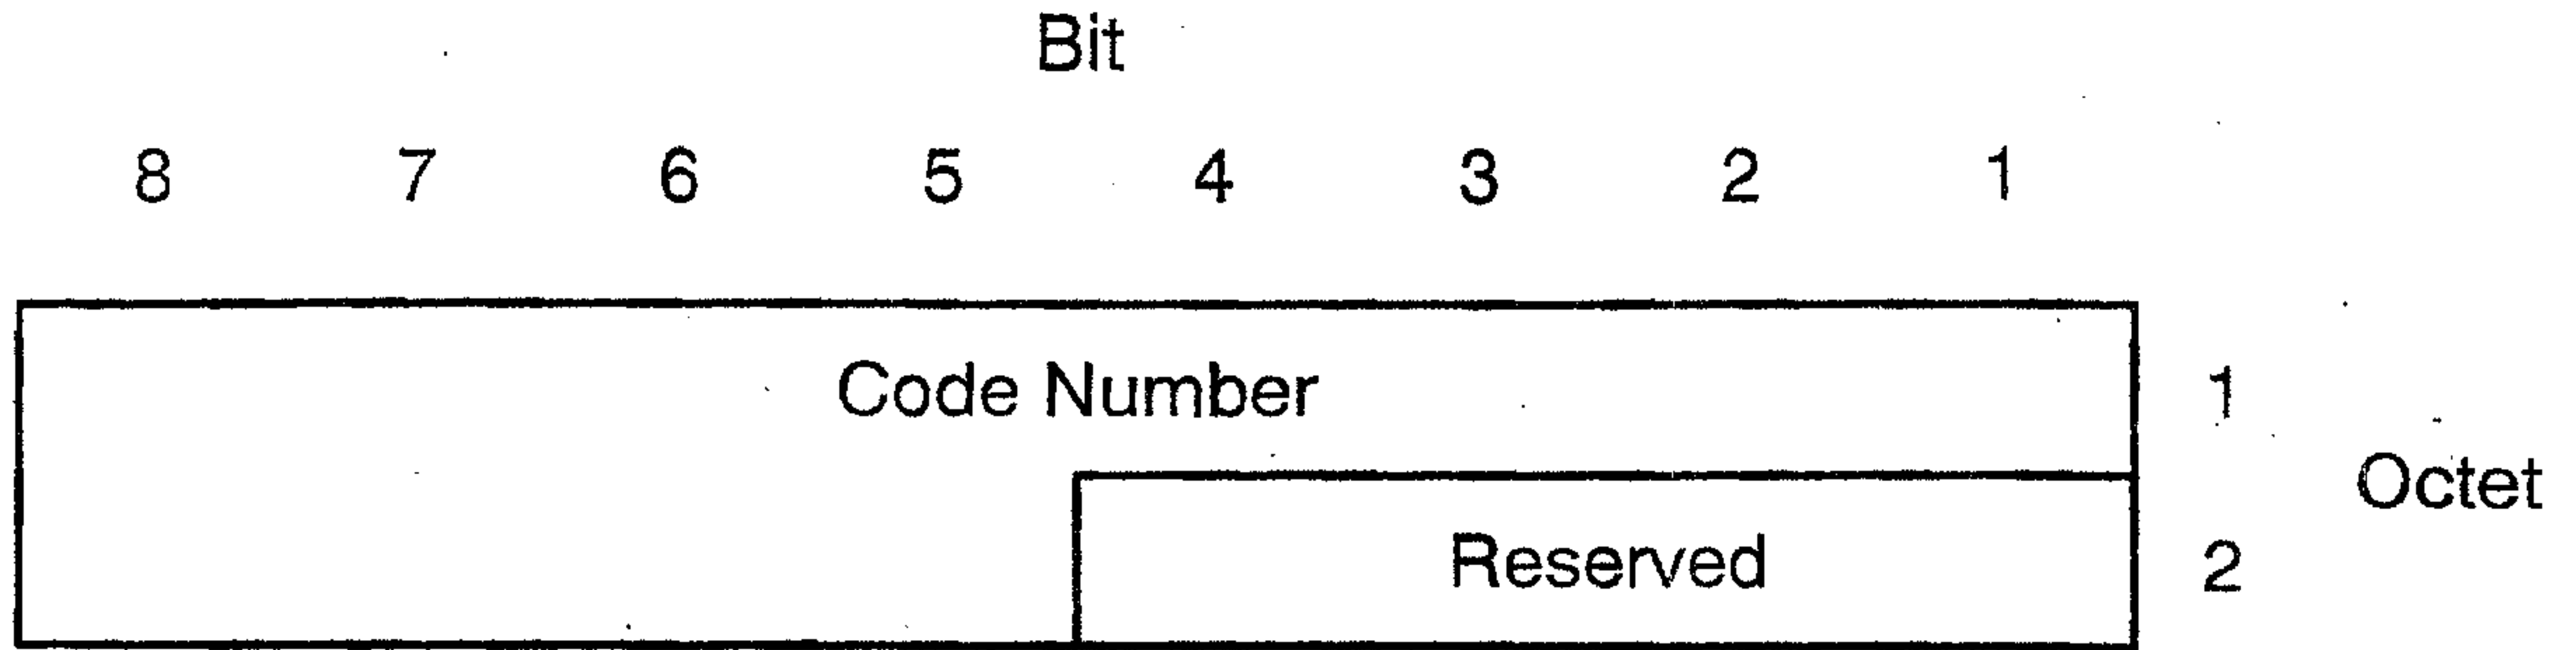 Bit
8 7 6 5 4 3 2 1
Code Number 1
Octet
Reserved 2